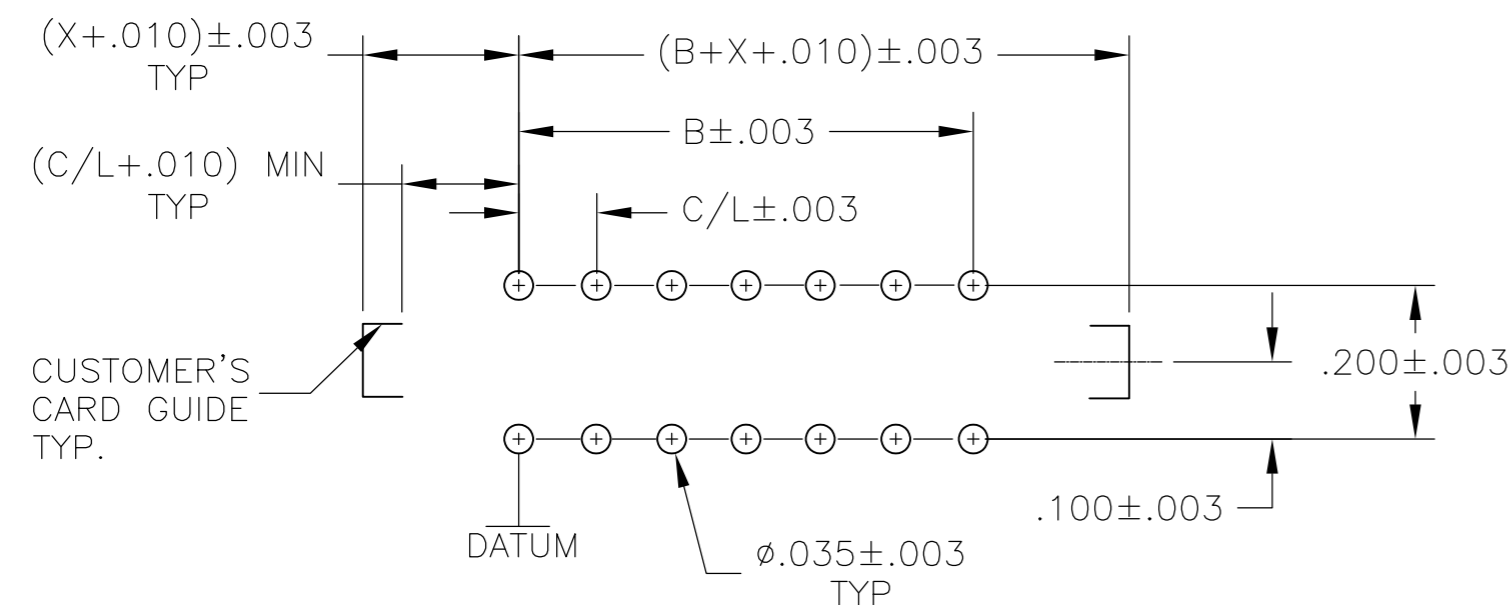 (X+.010)±.003
TYP
(B+X+.010)±.003
B±.003
(C/L+.010) MIN
TYP
C/L±.003
CUSTOMER'S
CARD GUIDE
TYP.
.200±.003
.100±.003
DATUM
ø.035±.003
TYP